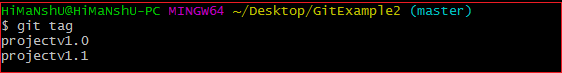 HiMaNshU@HiMaNshU-PC MINGW64 ~/Desktop/GitExample2 (master)
$ git tag
projectv1.0
projectv1.1